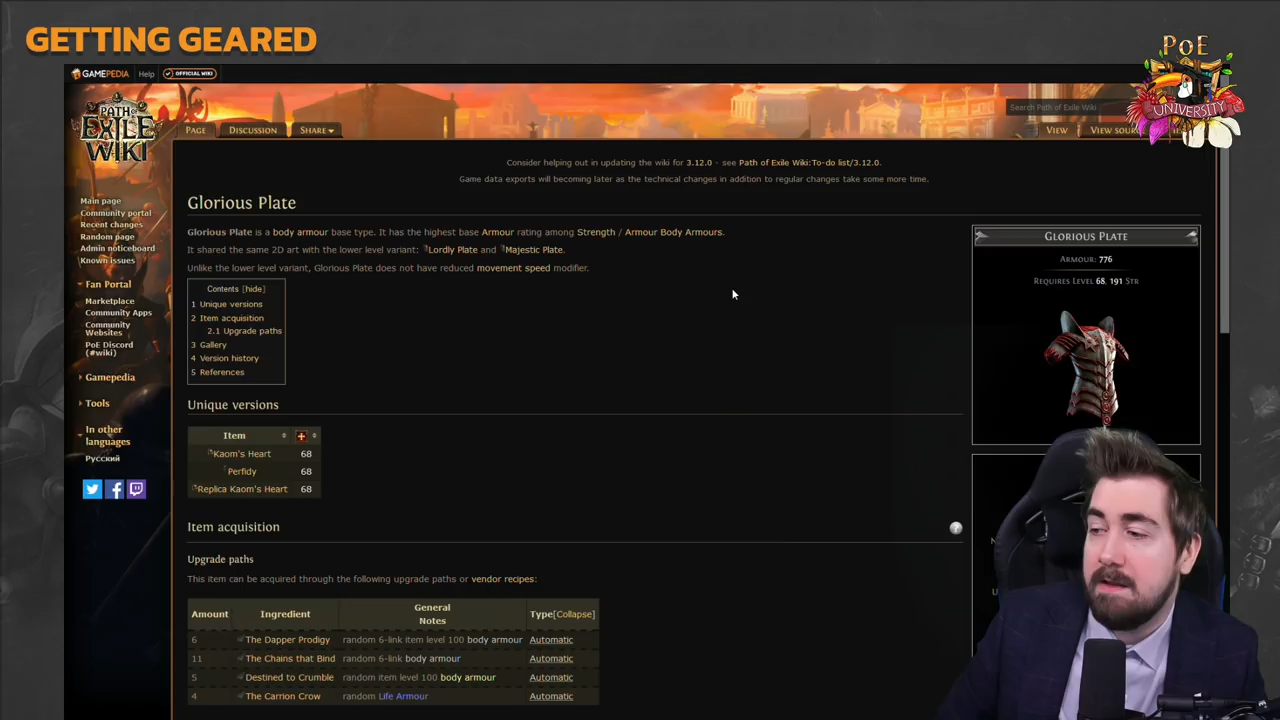 GETTING GEARED
PoE
UNIVERSITY
GAMEPEDIA Help OFFICIAL WIKI
PATH OF EXILE WIKI
Search Path of Exile Wiki
PAGE DISCUSSION SHARE VIEW VIEW
Consider helping out in updating the wiki for 3.12.0 - see Path of Exile Wiki:To-do list/3.12.0.
Game data exports will becoming later as the technical changes in addition to regular changes take some more time.
Main page
Community portal
Recent changes
Random page
Admin noticeboard
Known issues
Fan Portal
Marketplace
Community Apps
Community
Websites
PoE Discord
(#wiki)
Gamepedia
Tools
In other
languages
Русский
Glorious Plate
Glorious Plate is a body armour base type. It has the highest base Armour rating among Strength / Armour Body Armours.
It shared the same 2D art with the lower level variant: Lordly Plate and Majestic Plate.
Unlike the lower level variant, Glorious Plate does not have reduced movement speed modifier.
Contents [hide]
1 Unique versions
2 Item acquisition
2.1 Upgrade paths
3 Gallery
4 Version history
5 References
Unique versions
Item
Kaom's Heart 68
Perfidy 68
Replica Kaom's Heart 68
Item acquisition
Upgrade paths
This item can be acquired through the following upgrade paths or vendor recipes:
Amount Ingredient General Notes Type[Collapse]
6 The Dapper Prodigy random 6-link item level 100 body armour Automatic
11 The Chains that Bind random 6-link body armour Automatic
5 Destined to Crumble random item level 100 body armour Automatic
4 The Carrion Crow random Life Armour Automatic
GLORIOUS PLATE
ARMOUR: 776
REQUIRES LEVEL 68, 191 STR